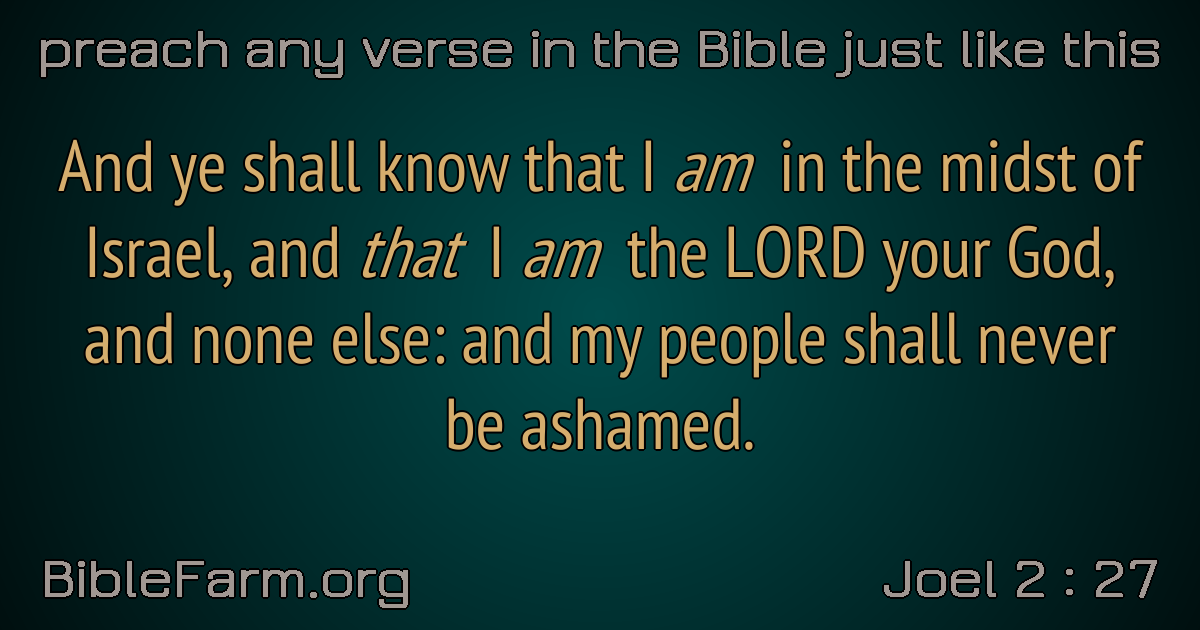 preach any verse in the Bible just like this
And ye shall know that I am in the midst of
Israel, and that I am the LORD your God,
and none else: and my people shall never
be ashamed.
BibleFarm.org
Joel 2 : 27